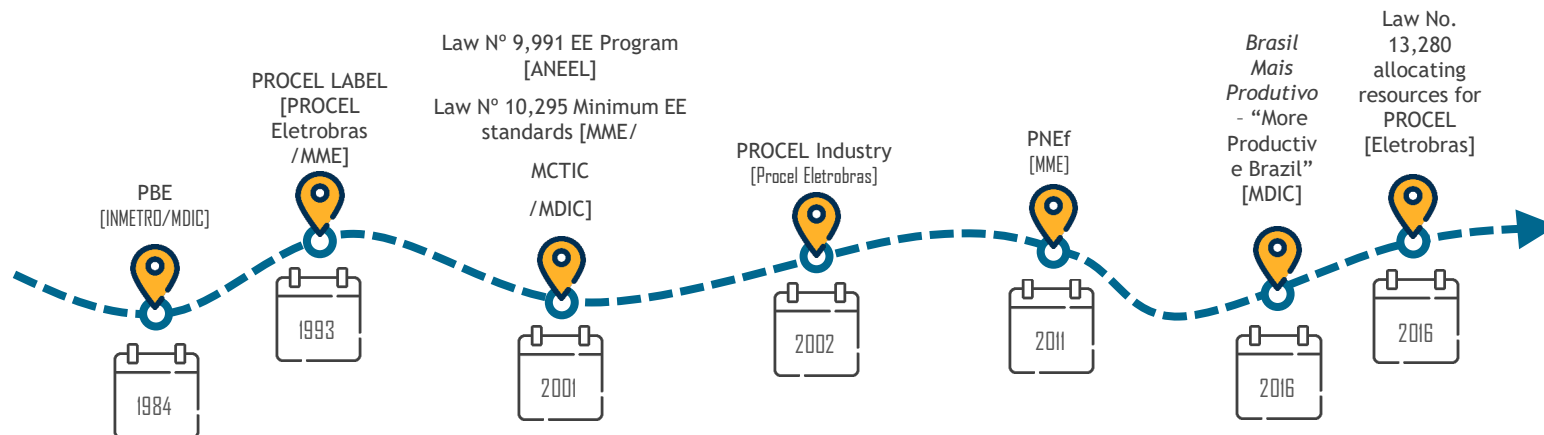 PBE
[INMETRO/MDIC]
1984
PROCEL LABEL
[PROCEL
Eletrobras
/MME]
1993
Law Nº 9,991 EE Program
[ANEEL]
Law Nº 10,295 Minimum EE
standards [MME/
MCTIC
/MDIC]
2001
PROCEL Industry
[Procel Eletrobras]
2002
PNEf
[MME]
2011
Brasil
Mais
Produtivo
- “More
Productiv
e Brazil”
[MDIC]
2016
Law No.
13,280
allocating
resources for
PROCEL
[Eletrobras]
2016